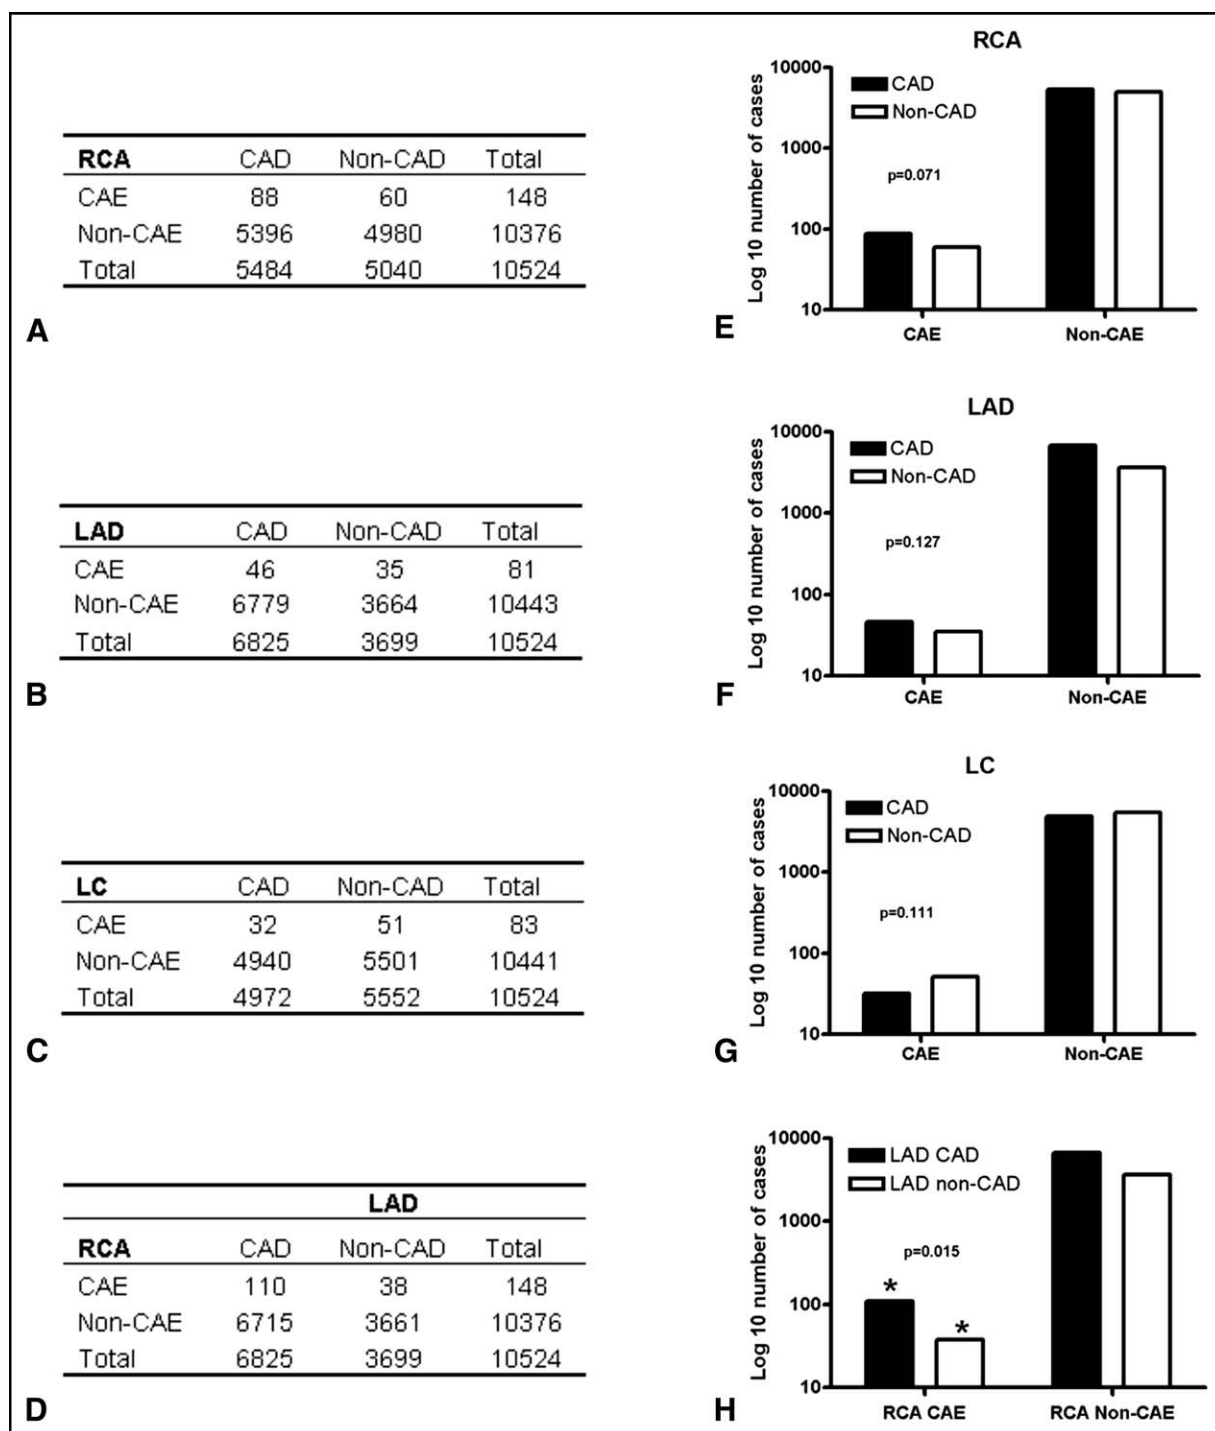 RCA CAD Non-CAD Total
CAE 88 60 148
Non-CAE 5396 4980 10376
Total 5484 5040 10524
A
RCA
Log 10 number of cases
10000
1000
100
10
CAD
Non-CAD
p=0.071
CAE Non-CAE
E
LAD CAD Non-CAD Total
CAE 46 35 81
Non-CAE 6779 3664 10443
Total 6825 3699 10524
B
LAD
Log 10 number of cases
10000
1000
100
10
CAD
Non-CAD
p=0.127
CAE Non-CAE
F
LC CAD Non-CAD Total
CAE 32 51 83
Non-CAE 4940 5501 10441
Total 4972 5552 10524
C
LC
Log 10 number of cases
10000
1000
100
10
CAD
Non-CAD
p=0.111
CAE Non-CAE
G
LAD
RCA CAD Non-CAD Total
CAE 110 38 148
Non-CAE 6715 3661 10376
Total 6825 3699 10524
D
Log 10 number of cases
10000
1000
100
10
LAD CAD
LAD non-CAD
p=0.015
*
*
RCA CAE RCA Non-CAE
H